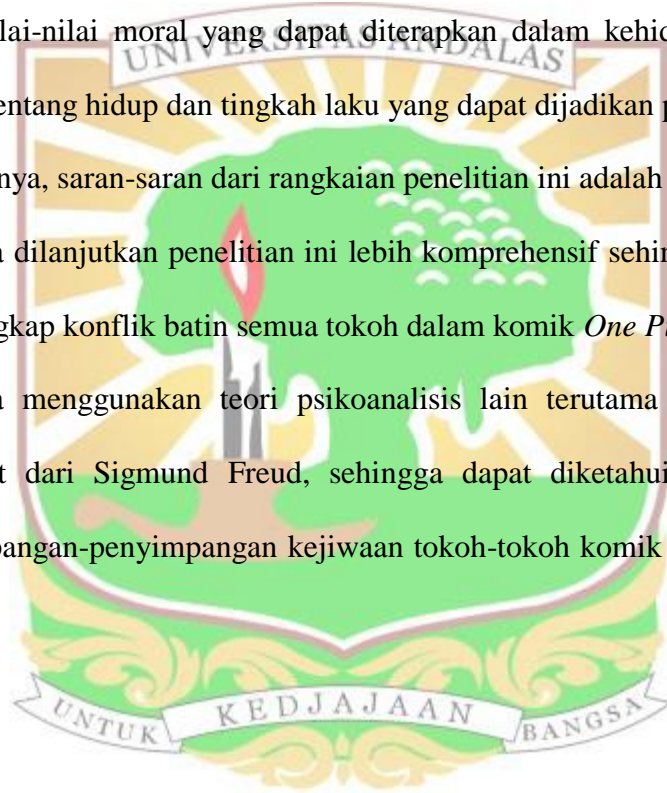 lai-nilai moral yang dapat diterapkan dalam kehid
UNIVERSITAS ANDALAS
entang hidup dan tingkah laku yang dapat dijadikan p
nya, saran-saran dari rangkaian penelitian ini adalah
dilanjutkan penelitian ini lebih komprehensif sehin
gkap konflik batin semua tokoh dalam komik One P
a menggunakan teori psikoanalisis lain terutama
t dari Sigmund Freud, sehingga dapat diketahui
pangan-penyimpangan kejiwaan tokoh-tokoh komik
UNTUK KEDJAJAAN BANGSA